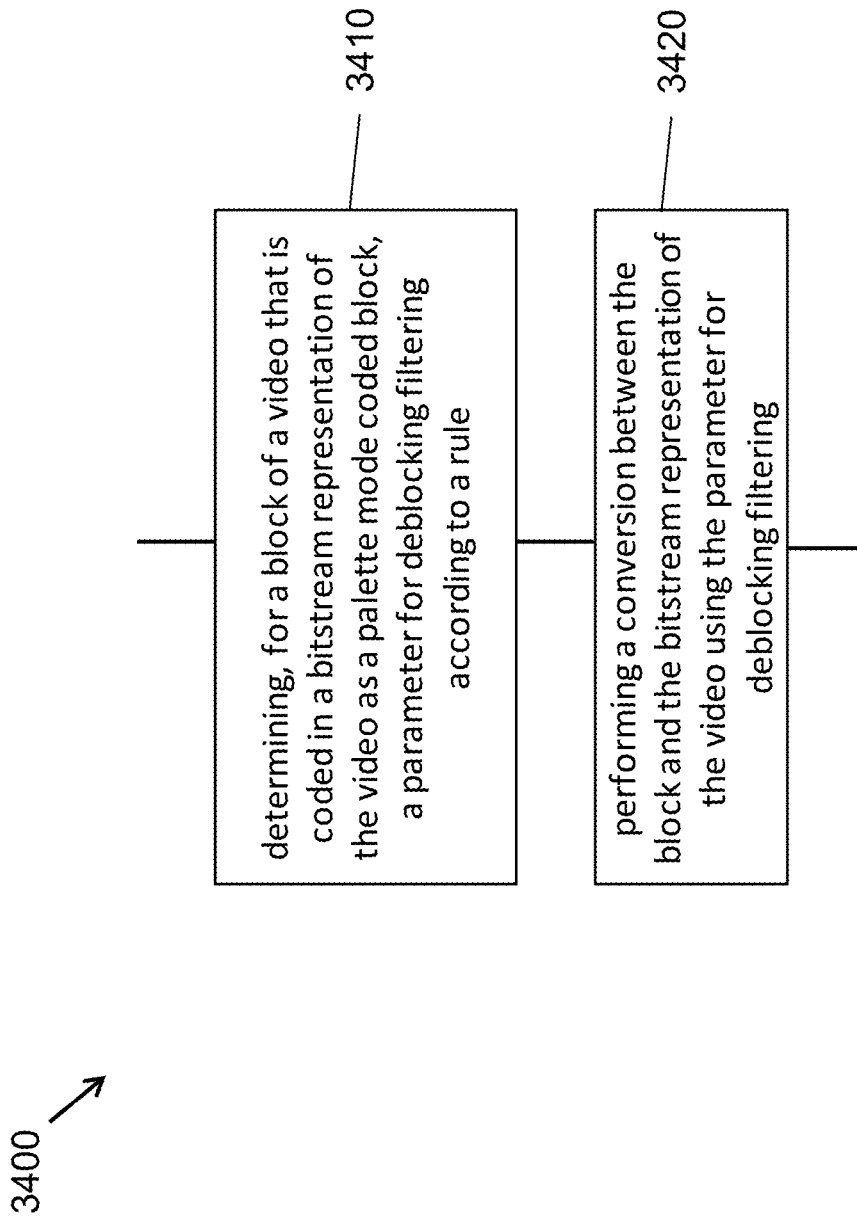 3400
determining, for a block of a video that is
coded in a bitstream representation of
the video as a palette mode coded block,
a parameter for deblocking filtering
according to a rule
3410
performing a conversion between the
block and the bitstream representation of
the video using the parameter for
deblocking filtering
3420